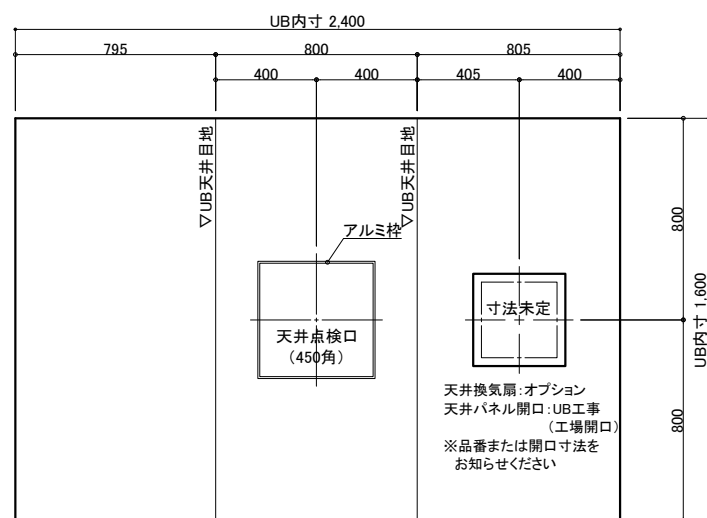 UB内寸 2,400
795
800
805
400
400
405
400
▽UB天井目地
▽UB天井目地
アルミ枠
天井点検口
(450角)
寸法未定
天井換気扇:オプション
天井パネル開口:UB工事
(工場開口)
※品番または開口寸法を
お知らせください
800
800
UB内寸 1,600